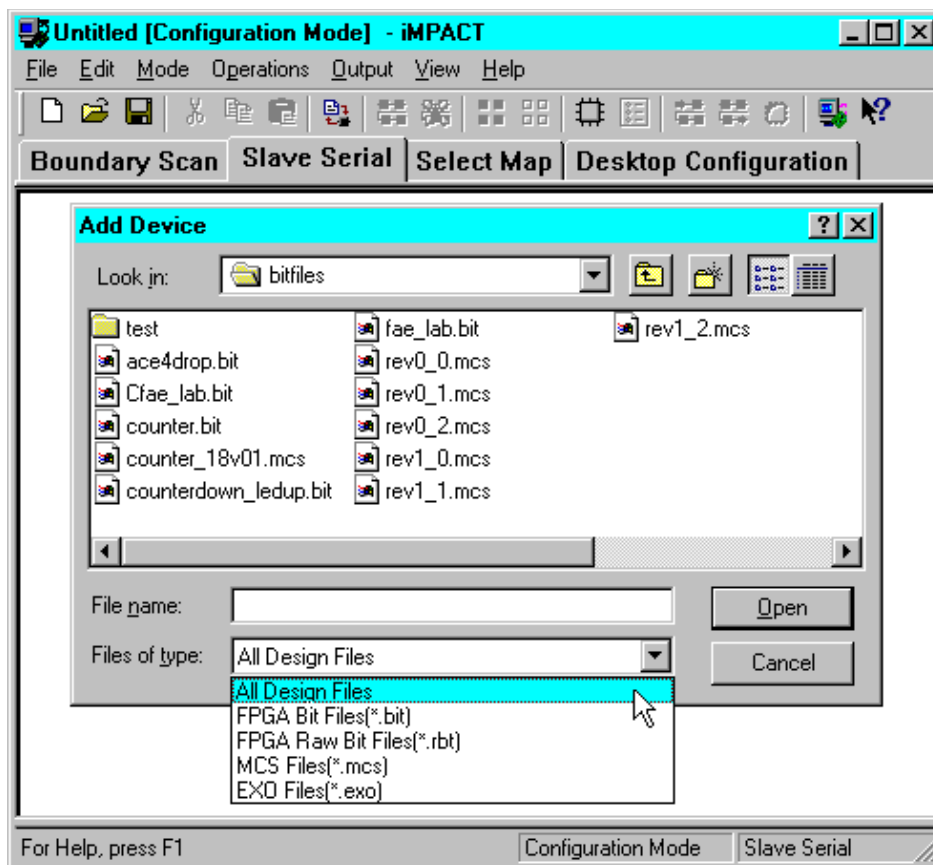 Untitled [Configuration Mode] - iMPACT
File Edit Mode Operations Output View Help
Boundary Scan Slave Serial Select Map Desktop Configuration
Add Device
Look in: bitfiles
test fae_lab.bit rev1_2.mcs
ace4drop.bit rev0_0.mcs
Cfae_lab.bit rev0_1.mcs
counter.bit rev0_2.mcs
counter_18v01.mcs rev1_0.mcs
counterdown_ledup.bit rev1_1.mcs
File name: Open
Files of type: All Design Files Cancel
All Design Files
FPGA Bit Files(*.bit)
FPGA Raw Bit Files(*.rbt)
MCS Files(*.mcs)
EXO Files(*.exo)
For Help, press F1 Configuration Mode Slave Serial